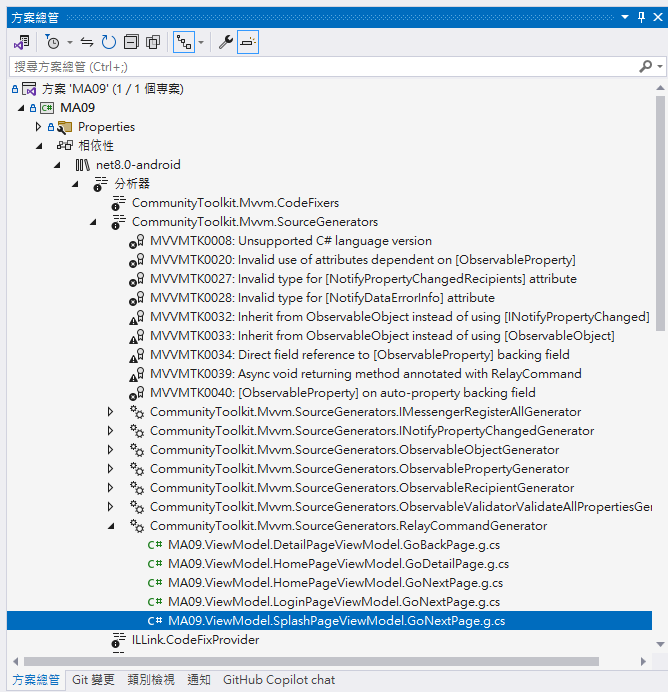 方案總管
搜尋方案總管 (Ctrl+;)
方案 'MA09' (1 / 1 個專案)
C# MA09
Properties
相依性
net8.0-android
分析器
CommunityToolkit.Mvvm.CodeFixers
CommunityToolkit.Mvvm.SourceGenerators
MVVMTK0008: Unsupported C# language version
MVVMTK0020: Invalid use of attributes dependent on [ObservableProperty]
MVVMTK0027: Invalid type for [NotifyPropertyChangedRecipients] attribute
MVVMTK0028: Invalid type for [NotifyDataErrorInfo] attribute
MVVMTK0032: Inherit from ObservableObject instead of using [INotifyPropertyChanged]
MVVMTK0033: Inherit from ObservableObject instead of using [ObservableObject]
MVVMTK0034: Direct field reference to [ObservableProperty] backing field
MVVMTK0039: Async void returning method annotated with RelayCommand
MVVMTK0040: [ObservableProperty] on auto-property backing field
CommunityToolkit.Mvvm.SourceGenerators.IMessengerRegisterAllGenerator
CommunityToolkit.Mvvm.SourceGenerators.INotifyPropertyChangedGenerator
CommunityToolkit.Mvvm.SourceGenerators.ObservableObjectGenerator
CommunityToolkit.Mvvm.SourceGenerators.ObservablePropertyGenerator
CommunityToolkit.Mvvm.SourceGenerators.ObservableRecipientGenerator
CommunityToolkit.Mvvm.SourceGenerators.ObservableValidatorValidateAllPropertiesGer
CommunityToolkit.Mvvm.SourceGenerators.RelayCommandGenerator
C# MA09.ViewModel.DetailPageViewModel.GoBackPage.g.cs
C# MA09.ViewModel.HomePageViewModel.GoDetailPage.g.cs
C# MA09.ViewModel.HomePageViewModel.GoNextPage.g.cs
C# MA09.ViewModel.LoginPageViewModel.GoNextPage.g.cs
C# MA09.ViewModel.SplashPageViewModel.GoNextPage.g.cs
ILLink.CodeFixProvider
方案總管 Git 變更 類別檢視 通知 GitHub Copilot chat